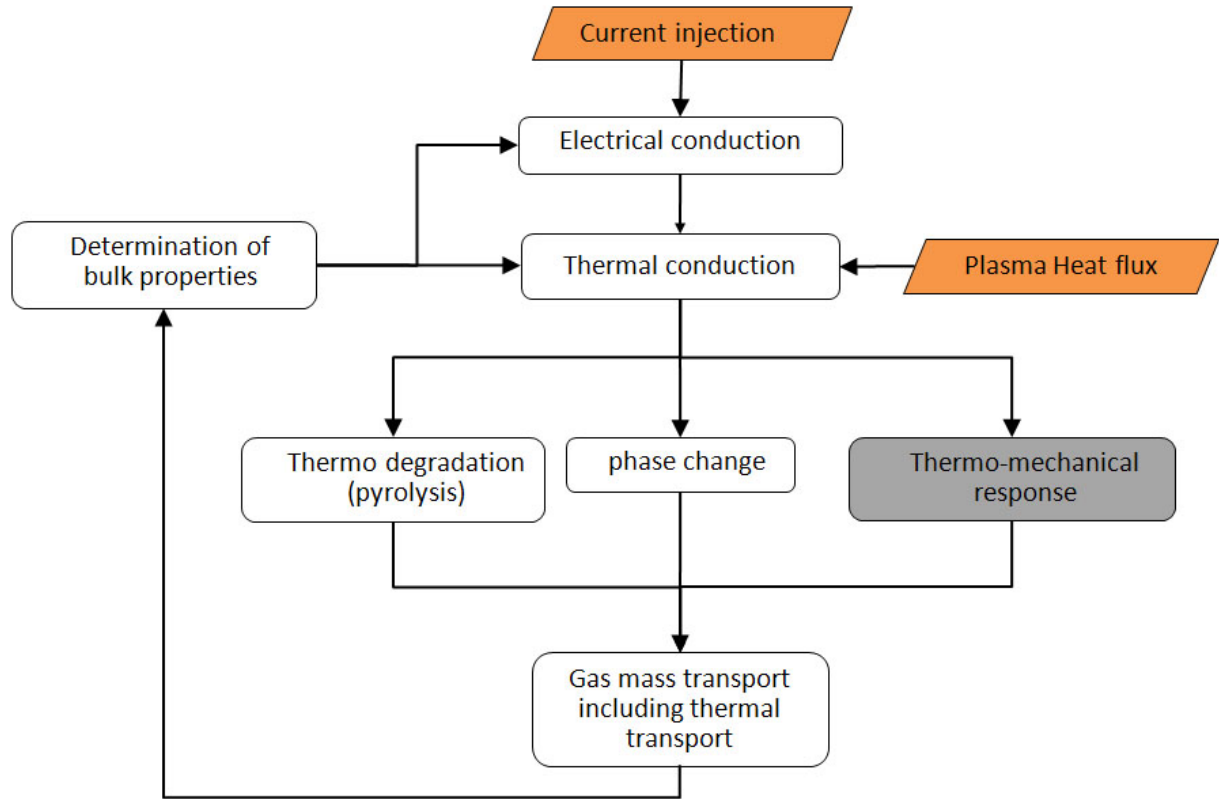 Current injection
Electrical conduction
Determination of
bulk properties
Thermal conduction
Plasma Heat flux
Thermo degradation
(pyrolysis)
phase change
Thermo-mechanical
response
Gas mass transport
including thermal
transport